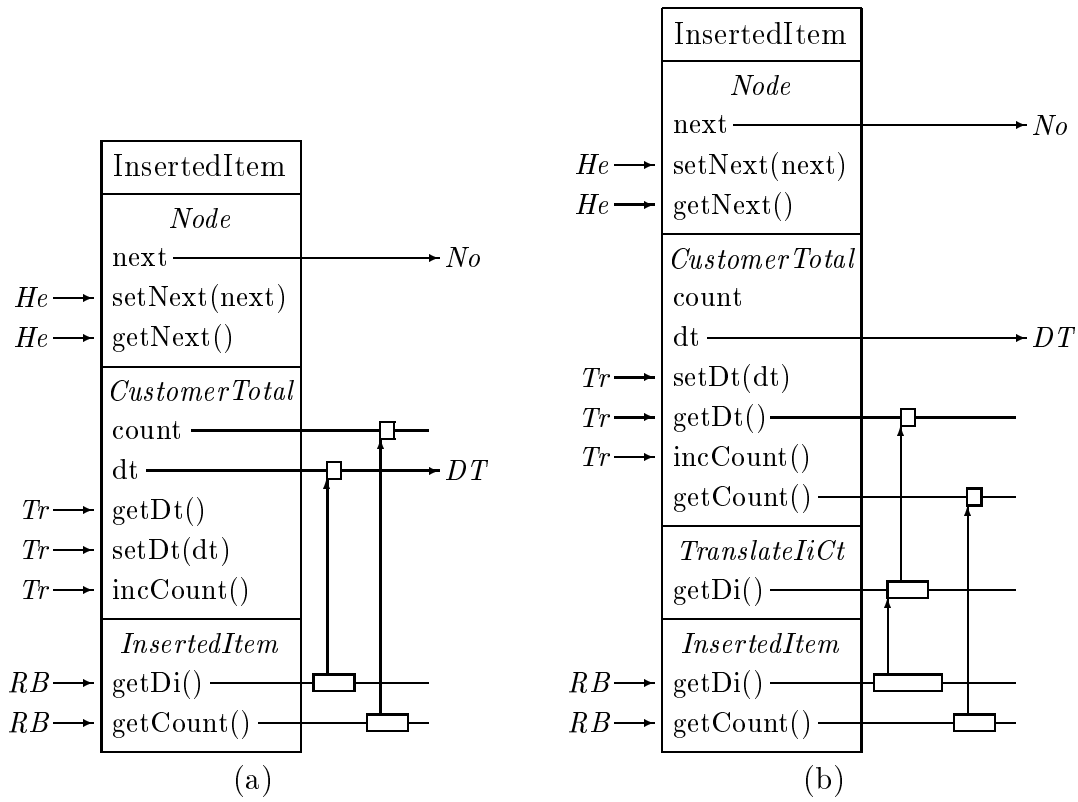 InsertedItem
Node
next No
He setNext(next)
He getNext()
CustomerTotal
count
dt DT
Tr getDt()
Tr setDt(dt)
Tr incCount()
InsertedItem
RB getDi()
RB getCount()
(a)
InsertedItem
Node
next No
He setNext(next)
He getNext()
CustomerTotal
count
dt DT
Tr setDt(dt)
Tr getDt()
Tr incCount()
getCount()
TranslateIiCt
getDi()
InsertedItem
RB getDi()
RB getCount()
(b)